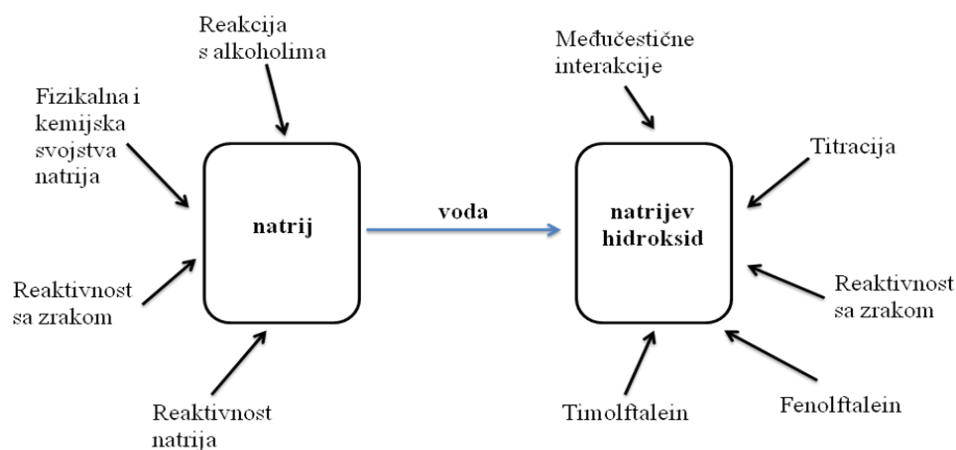 Reakcija
s alkoholima
Fizikalna i
kemijska
svojstva
natrija
natrij
Reaktivnost
sa zrakom
Reaktivnost
natrija
voda
Međučestične
interakcije
Titracija
natrijev
hidroksid
Reaktivnost
sa zrakom
Timolftalein
Fenolftalein